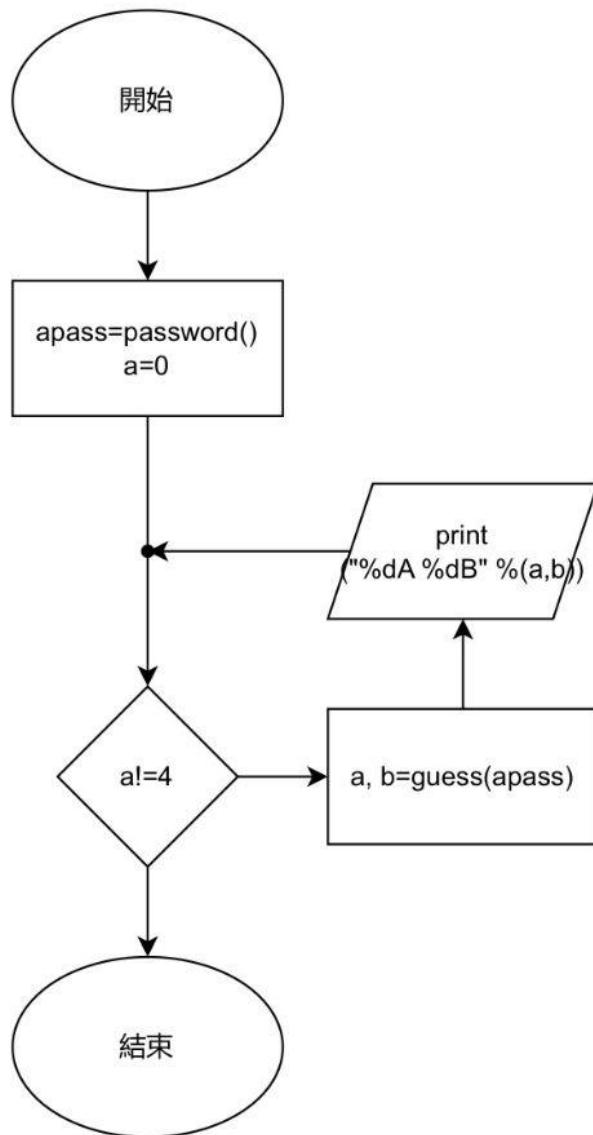 開始
apass=password()
a=0
print
("%dA %dB" %(a,b))
a!=4
a, b=guess(apass)
結束